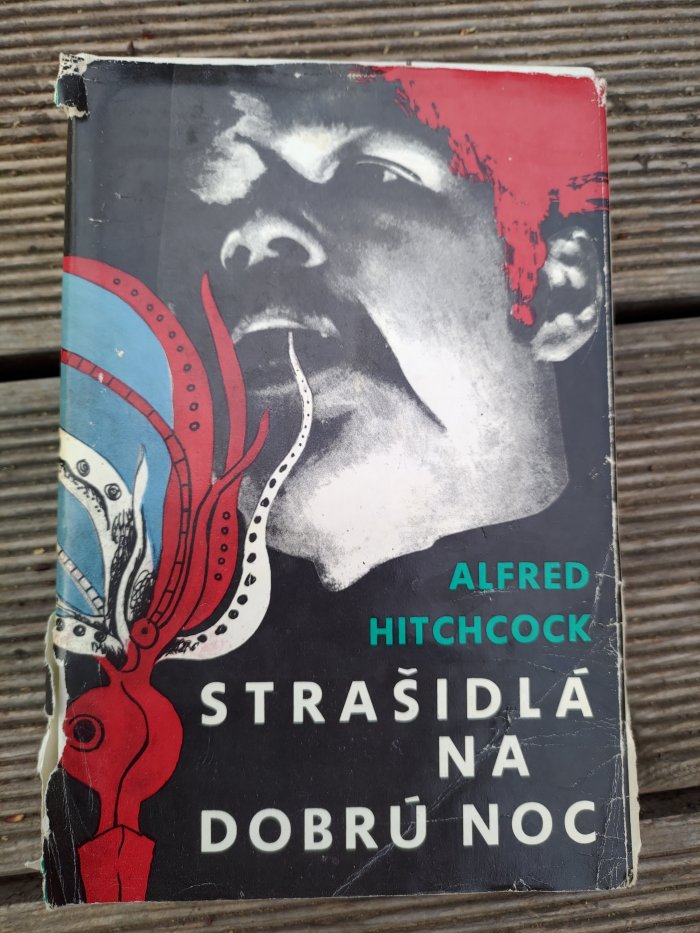 ALFRED
HITCHCOCK
STRAŠIDLÁ
NA
DOBRÚ NOC